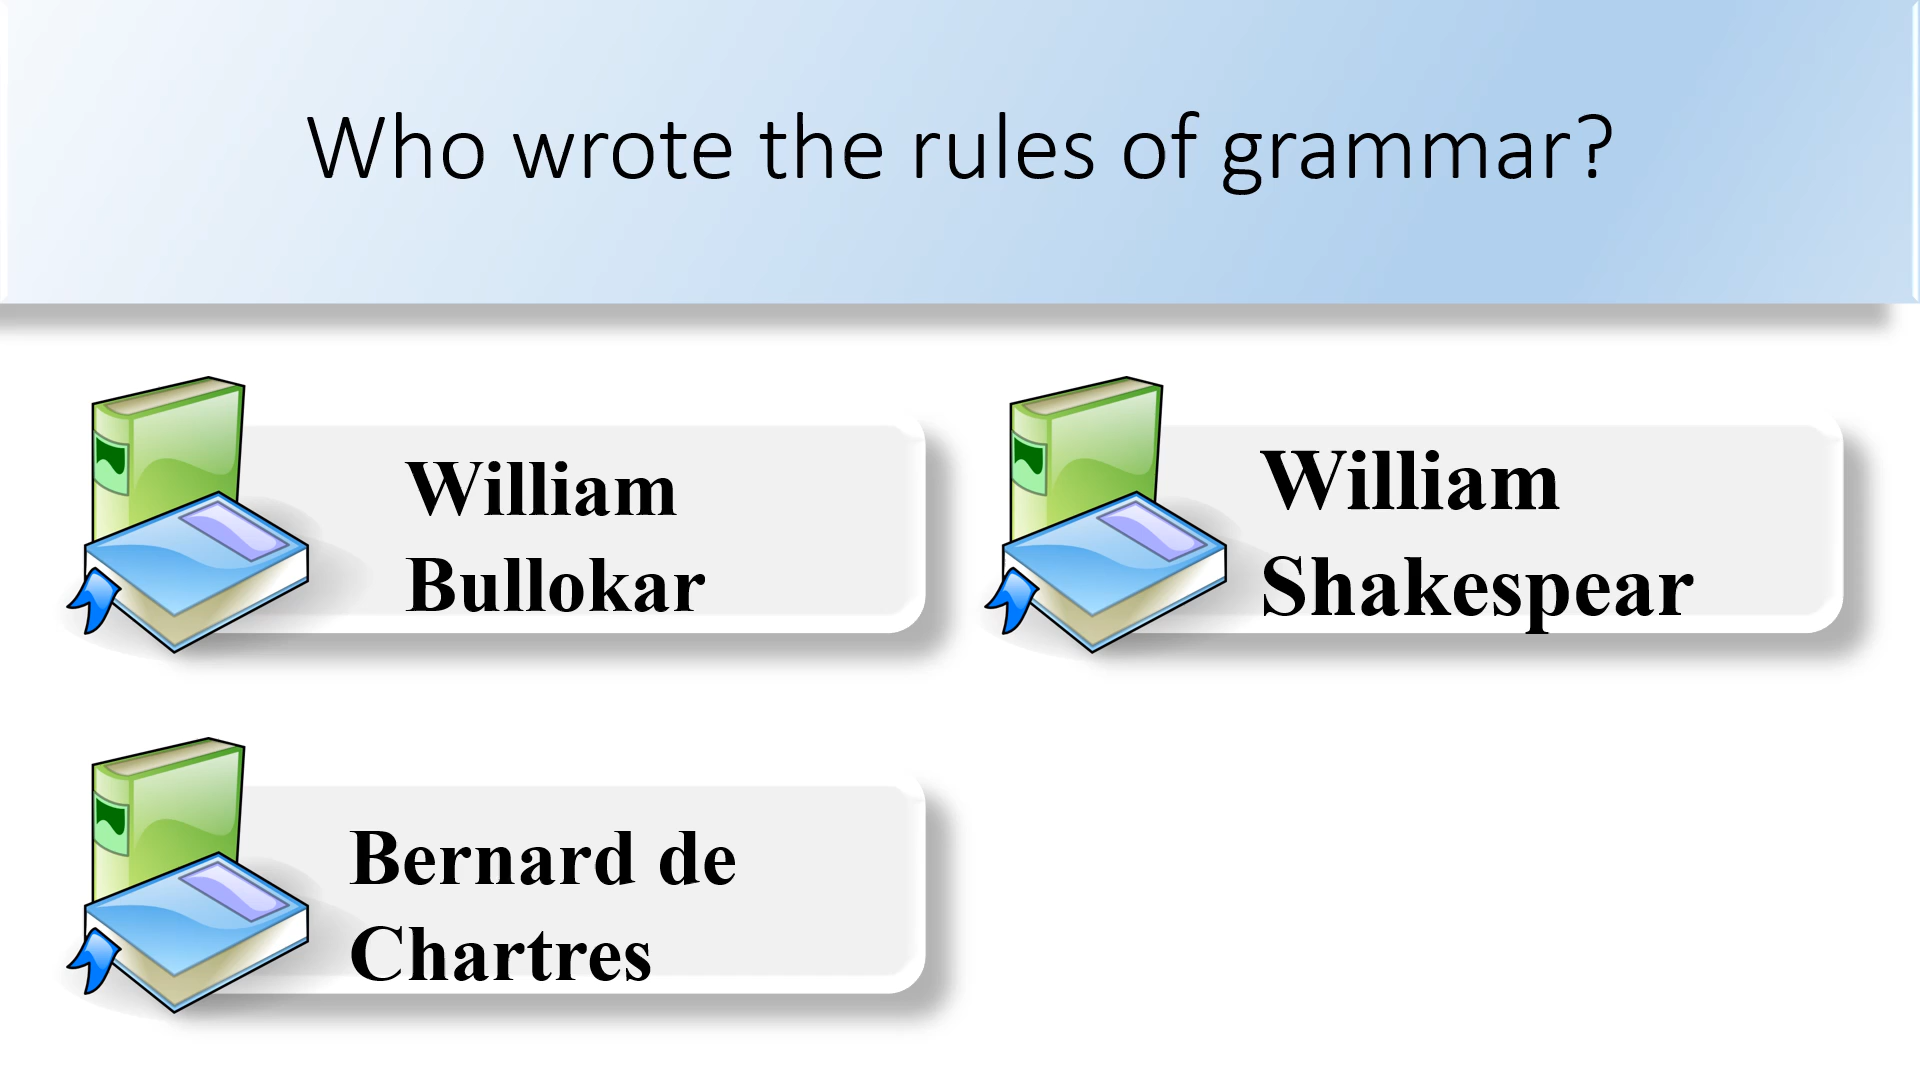 Who wrote the rules of grammar?
William
Bullokar
William
Shakespear
Bernard de
Chartres